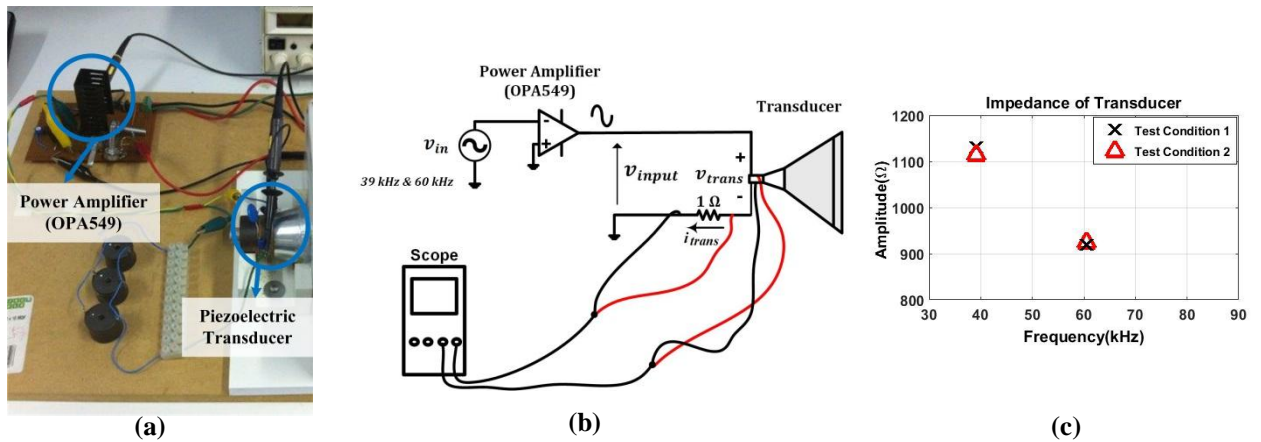 Power Amplifier
(OPA549)
Piezoelectric
Transducer
(a)
Power Amplifier
(OPA549)
Transducer
v_in
39 kHz & 60 kHz
v_input
+
v_trans
-
1 Ω
i_trans
Scope
(b)
Impedance of Transducer
Test Condition 1
Test Condition 2
Amplitude(Ω)
1200
1100
1000
900
800
30 40 50 60 70 80 90
Frequency(kHz)
(c)